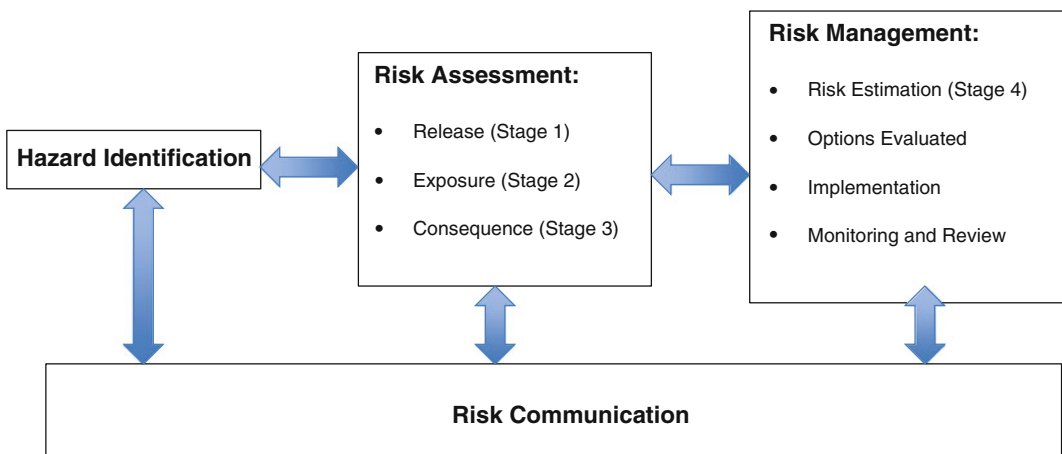 Hazard Identification
Risk Assessment:
• Release (Stage 1)
• Exposure (Stage 2)
• Consequence (Stage 3)
Risk Management:
• Risk Estimation (Stage 4)
• Options Evaluated
• Implementation
• Monitoring and Review
Risk Communication